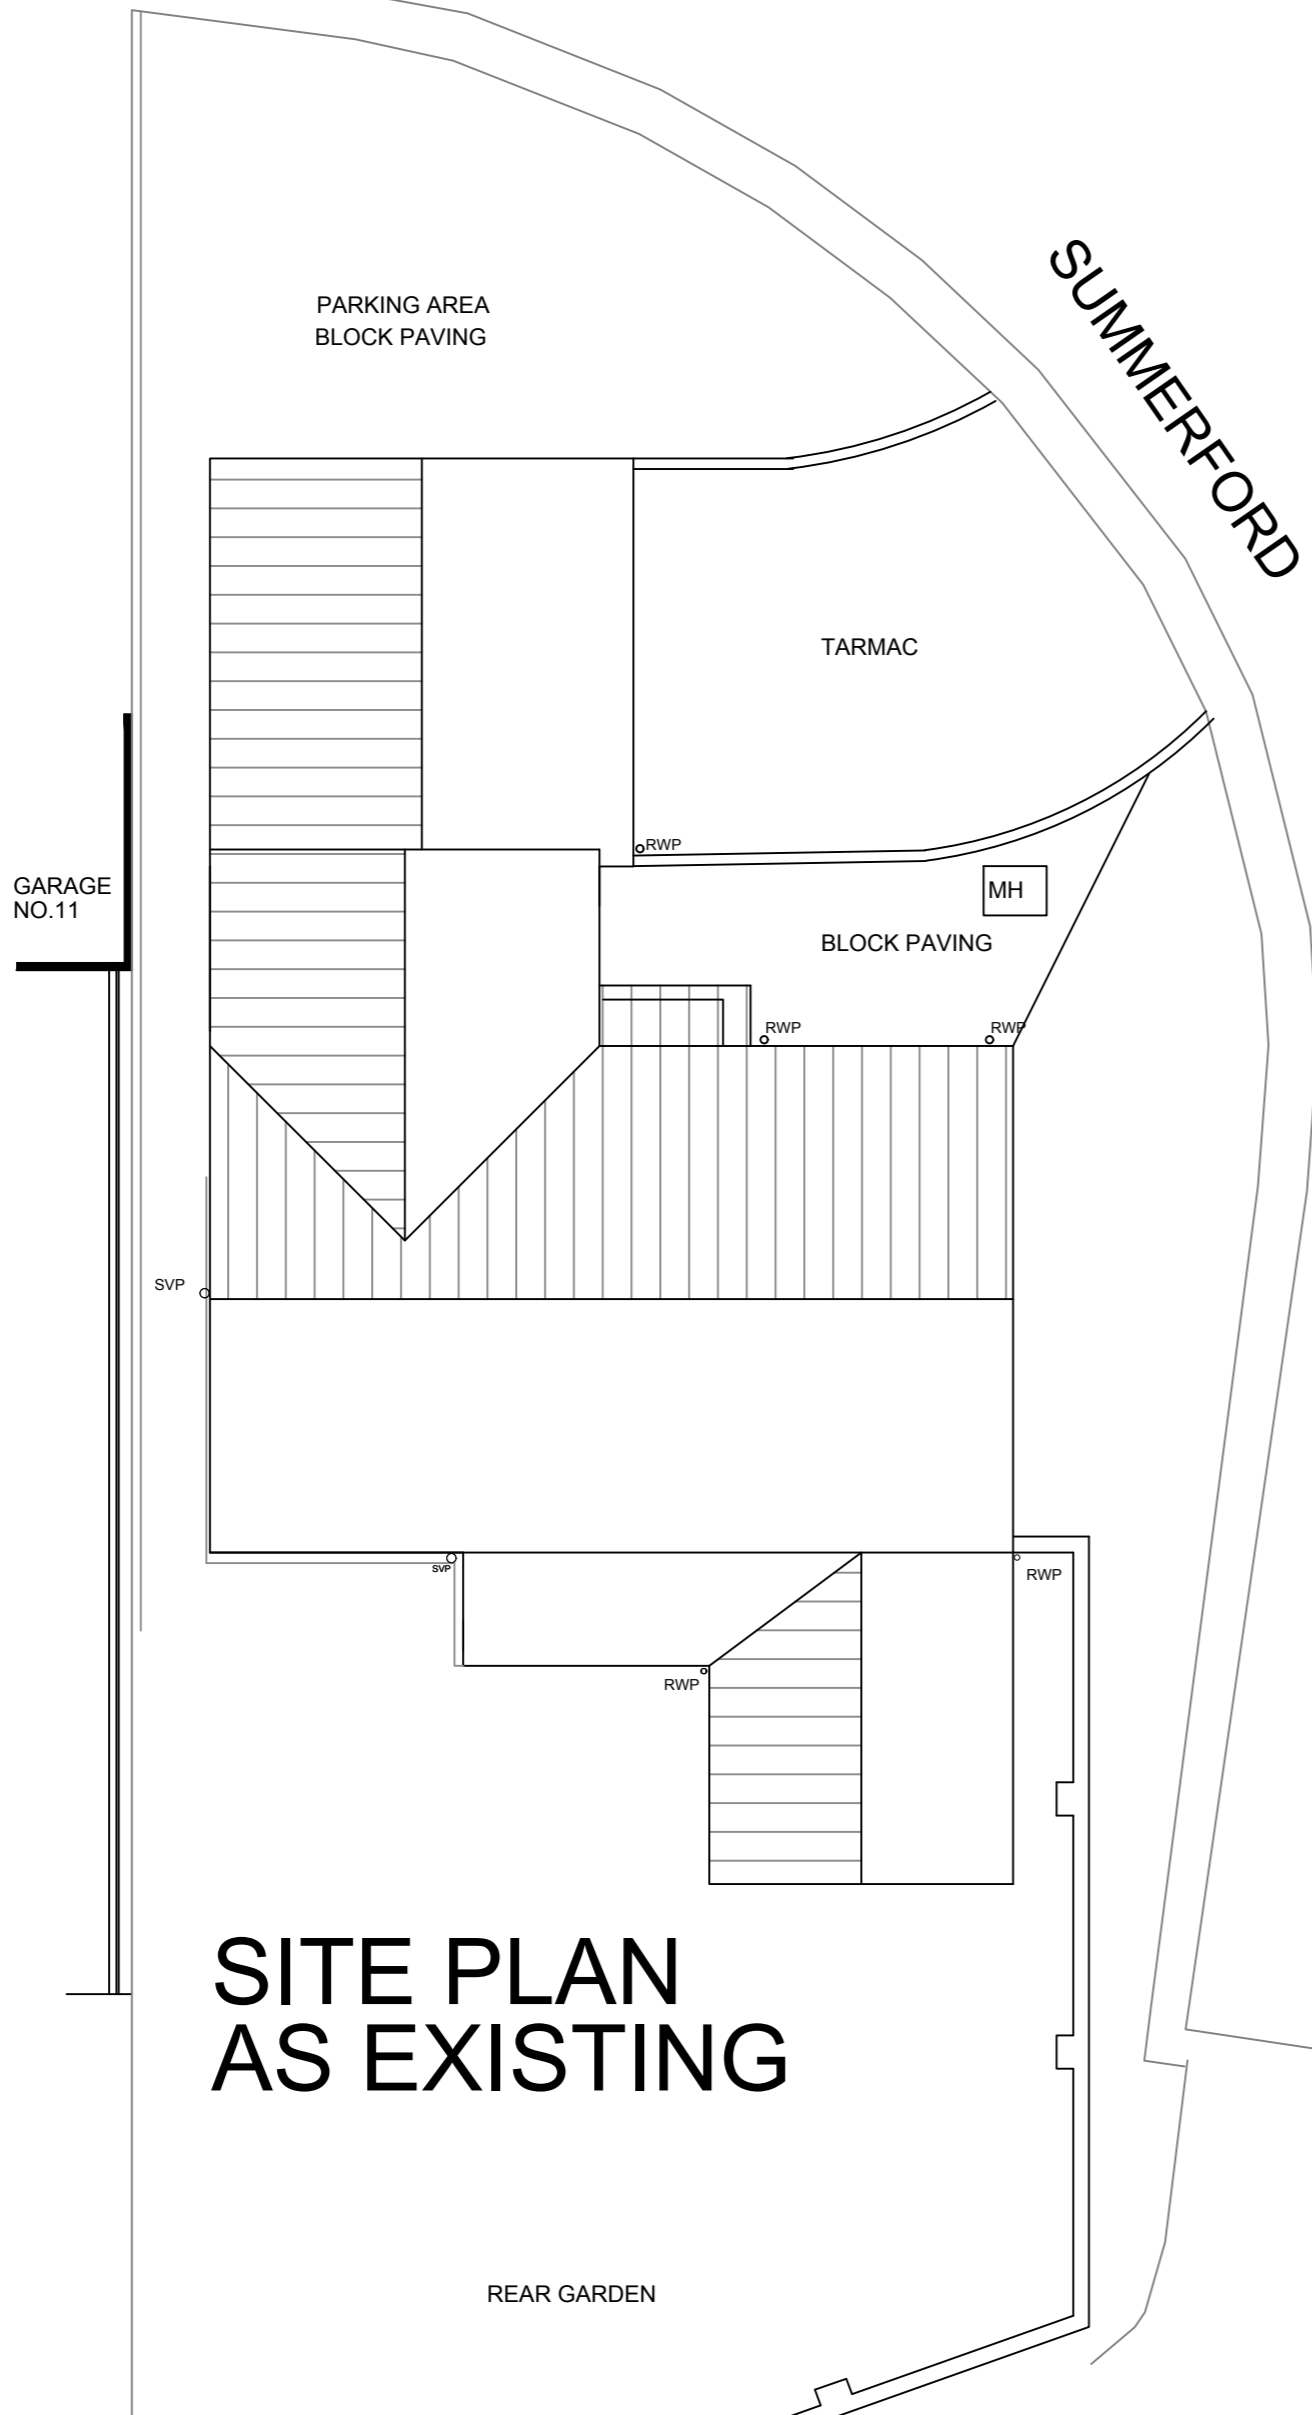 PARKING AREA
BLOCK PAVING
SUMMERFORD
TARMAC
RWP
GARAGE
NO.11
MH
BLOCK PAVING
RWP
RWP
SVP
SVP
RWP
RWP
SITE PLAN
AS EXISTING
REAR GARDEN